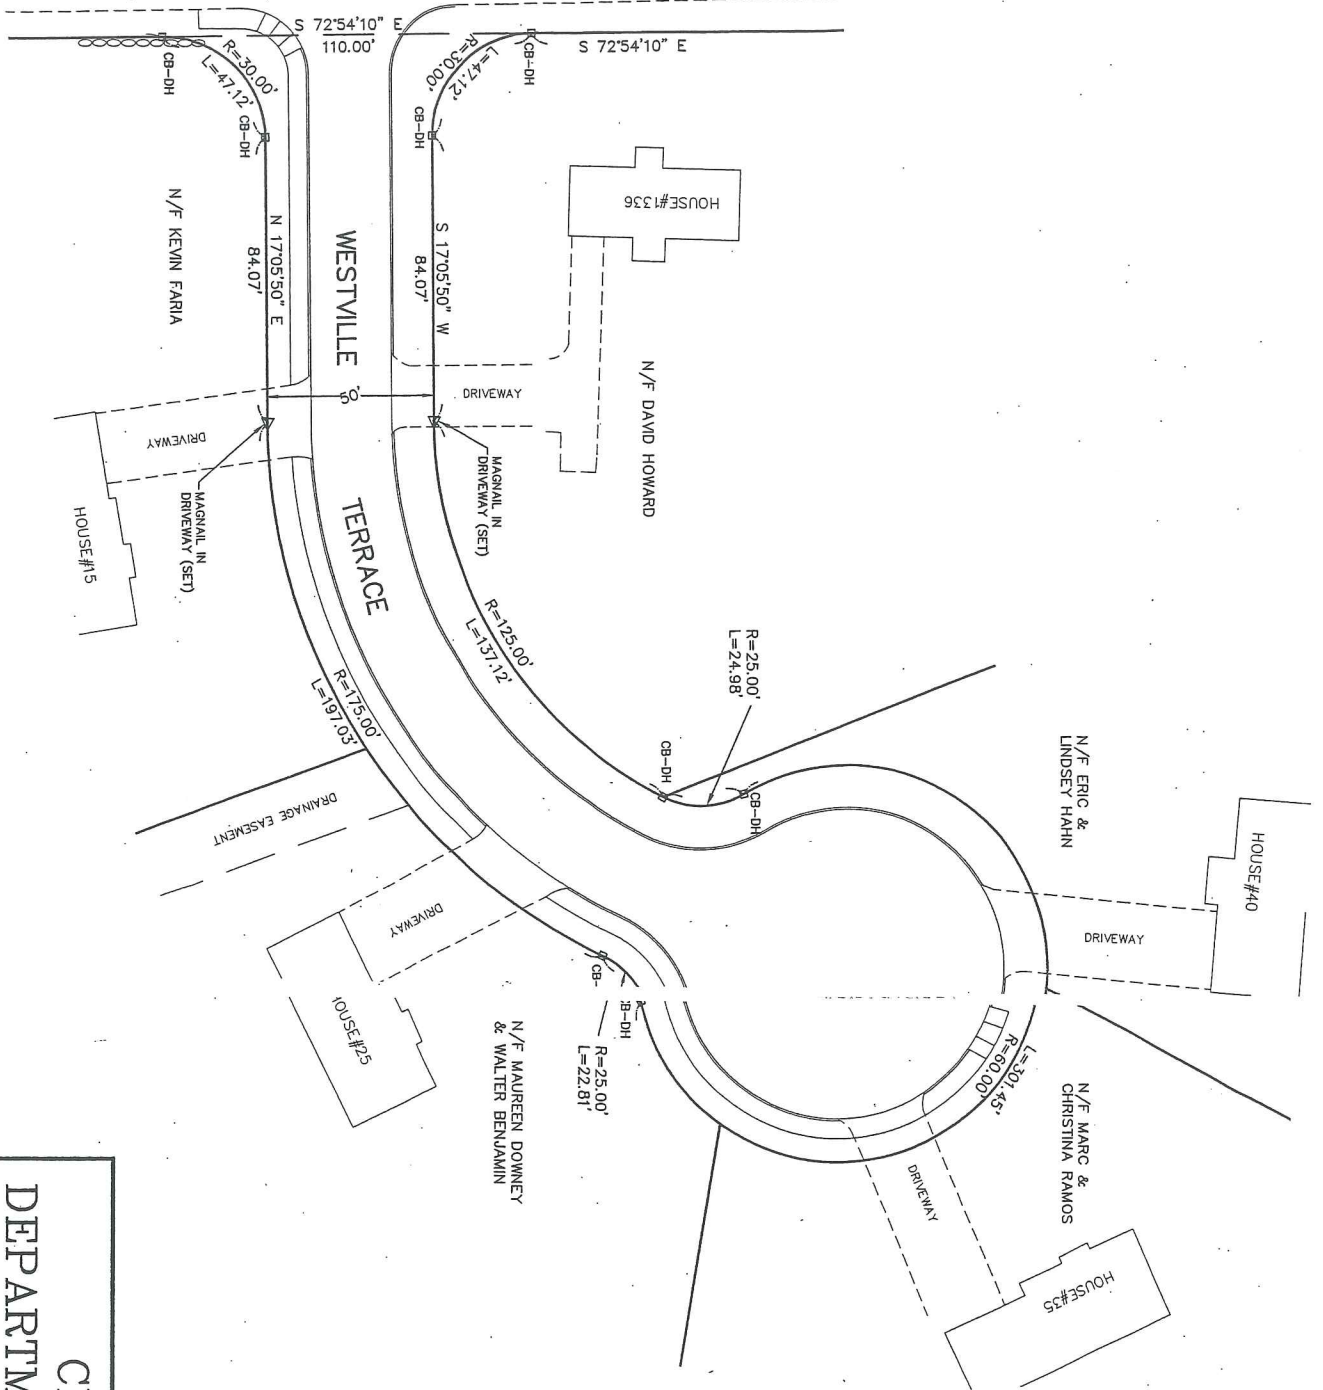 S 72°54'10" E
110.00'
S 72°54'10" E
R=30.00'
L=47.12'
CB-DH
CB-DH
R=30.00'
L=47.12'
CB-DH
CB-DH
HOUSE#1336
N/F KEVIN FARIA
N 17°05'50" E
84.07'
WESTVILLE
TERRACE
S 17°05'50" W
84.07'
50'
DRIVEWAY
N/F DAVID HOWARD
DRIVEWAY
MAGNAIL IN
DRIVEWAY (SET)
MAGNAIL IN
DRIVEWAY (SET)
HOUSE#15
R=125.00'
L=137.12'
R=175.00'
L=197.03'
R=25.00'
L=24.98'
CB-DH
CB-DH
N/F ERIC &
LINDSEY HAHN
HOUSE#40
DRIVEWAY
DRAINAGE EASEMENT
DRIVEWAY
HOUSE#25
CB-
CB-DH
R=25.00'
L=22.81'
N/F MAUREEN DOWNEY
& WALTER BENJAMIN
L=301.45'
R=60.00'
N/F MARC &
CHRISTINA RAMOS
DRIVEWAY
HOUSE#35
DEPARTM